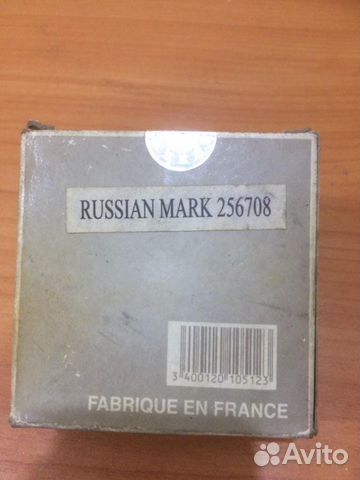 RUSSIAN MARK 256708
3 400120 105123
FABRIQUE EN FRANCE
Avito